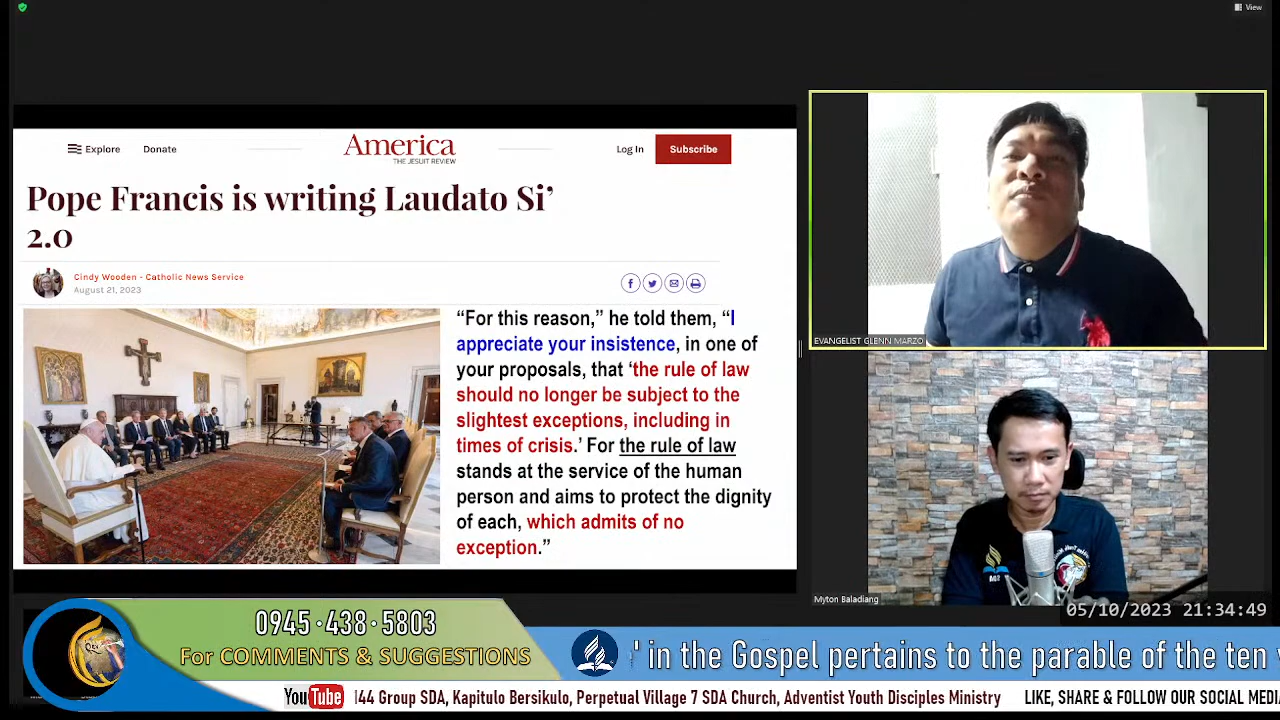 View
Explore
Donate
America
THE JESUIT REVIEW
Log In
Subscribe
Pope Francis is writing Laudato Si’
2.0
Cindy Wooden - Catholic News Service
August 21, 2023
“For this reason,” he told them, “I
appreciate your insistence, in one of
your proposals, that ‘the rule of law
should no longer be subject to the
slightest exceptions, including in
times of crisis.’ For the rule of law
stands at the service of the human
person and aims to protect the dignity
of each, which admits of no
exception.”
EVANGELIST GLENN MARZO
Myton Baladiang
05/10/2023 21:34:49
0945·438·5803
For COMMENTS & SUGGESTIONS
' in the Gospel pertains to the parable of the ten
YouTube
144 Group SDA, Kapitulo Bersikulo, Perpetual Village 7 SDA Church, Adventist Youth Disciples Ministry
LIKE, SHARE & FOLLOW OUR SOCIAL MEDI